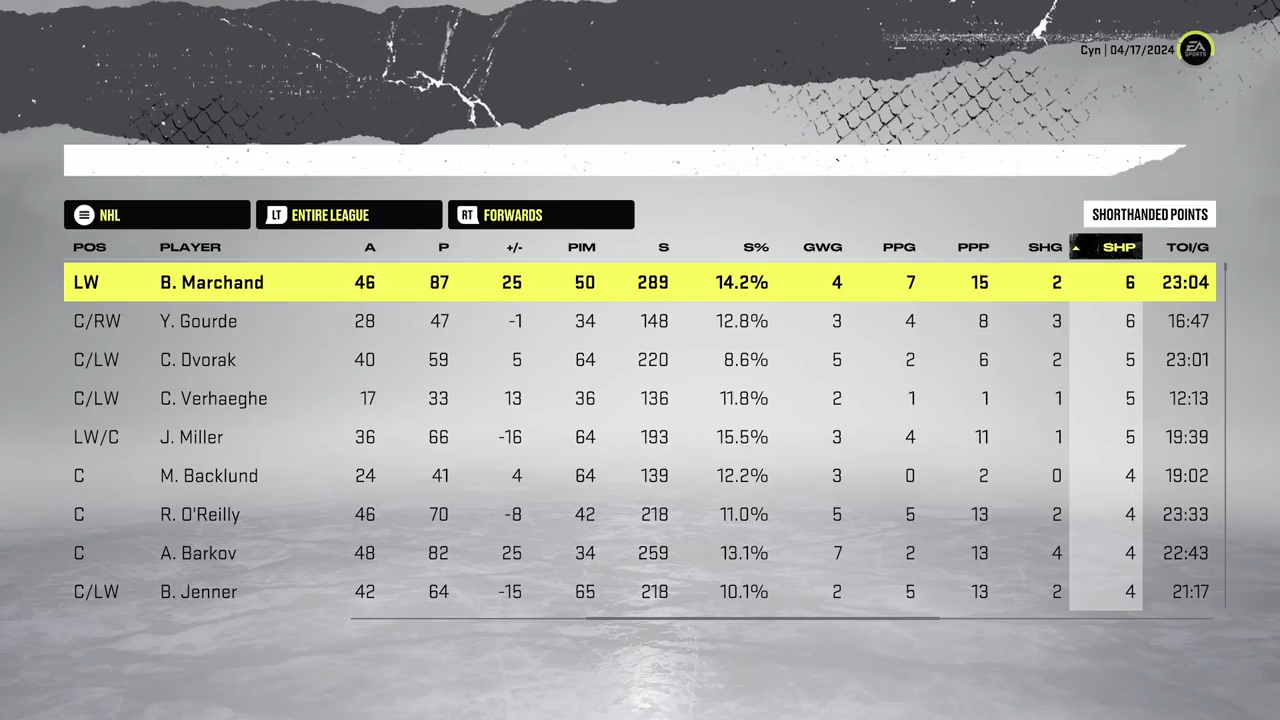 Cyn | 04/17/2024 EA SPORTS
NHL LT ENTIRE LEAGUE RT FORWARDS SHORTHANDED POINTS
POS PLAYER A P +/- PIM S S% GWG PPG PPP SHG SHP TOI/G
LW B. Marchand 46 87 25 50 289 14.2% 4 7 15 2 6 23:04
C/RW Y. Gourde 28 47 -1 34 148 12.8% 3 4 8 3 6 16:47
C/LW C. Dvorak 40 59 5 64 220 8.6% 5 2 6 2 5 23:01
C/LW C. Verhaeghe 17 33 13 36 136 11.8% 2 1 1 1 5 12:13
LW/C J. Miller 36 66 -16 64 193 15.5% 3 4 11 1 5 19:39
C M. Backlund 24 41 4 64 139 12.2% 3 0 2 0 4 19:02
C R. O'Reilly 46 70 -8 42 218 11.0% 5 5 13 2 4 23:33
C A. Barkov 48 82 25 34 259 13.1% 7 2 13 4 4 22:43
C/LW B. Jenner 42 64 -15 65 218 10.1% 2 5 13 2 4 21:17